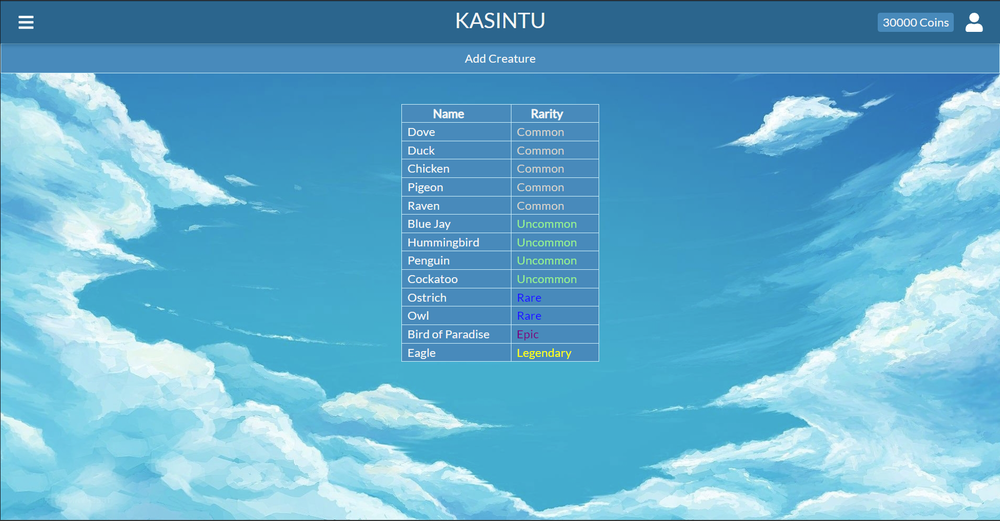 KASINTU
30000 Coins
Add Creature
Name Rarity
Dove Common
Duck Common
Chicken Common
Pigeon Common
Raven Common
Blue Jay Uncommon
Hummingbird Uncommon
Penguin Uncommon
Cockatoo Uncommon
Ostrich Rare
Owl Rare
Bird of Paradise Epic
Eagle Legendary